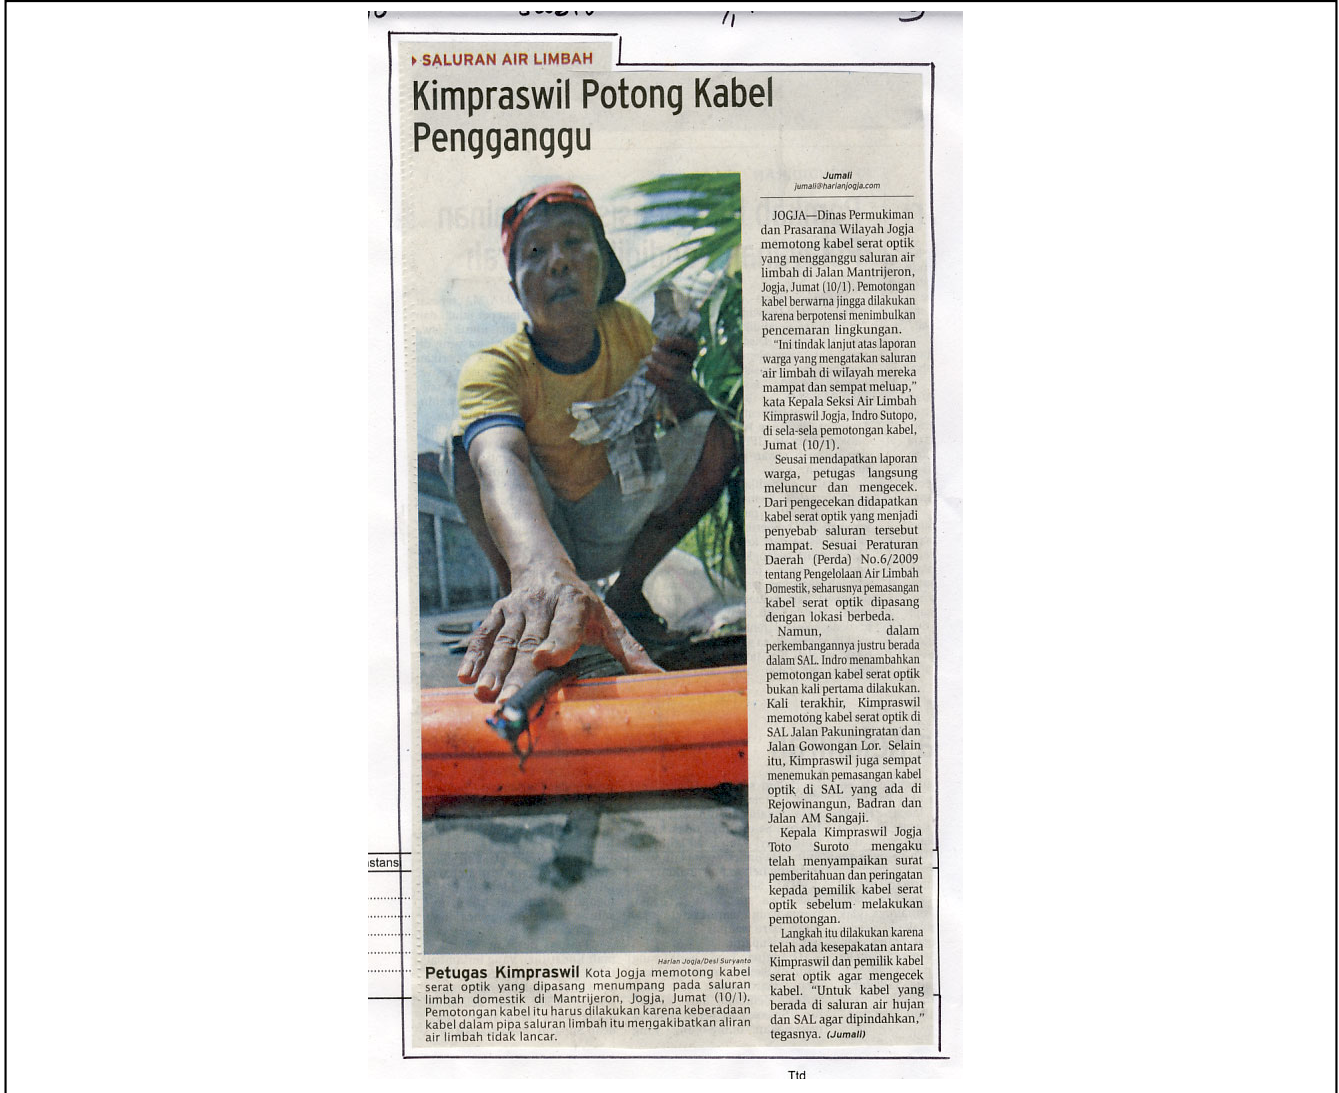 SALURAN AIR LIMBAH
Kimpraswil Potong Kabel
Pengganggu
Jumali
jumali@harianjogja.com
JOGJA—Dinas Permukiman
dan Prasarana Wilayah Jogja
memotong kabel serat optik
yang mengganggu saluran air
limbah di Jalan Mantrijeron,
Jogja, Jumat (10/1). Pemotongan
kabel berwarna jingga dilakukan
karena berpotensi menimbulkan
pencemaran lingkungan.
"Ini tindak lanjut atas laporan
warga yang mengatakan saluran
air limbah di wilayah mereka
mampat dan sempat meluap,"
kata Kepala Seksi Air Limbah
Kimpraswil Jogja, Indro Sutopo,
di sela-sela pemotongan kabel,
Jumat (10/1).
Seusai mendapatkan laporan
warga, petugas langsung
meluncur dan mengecek.
Dari pengecekan didapatkan
kabel serat optik yang menjadi
penyebab saluran tersebut
mampat. Sesuai Peraturan
Daerah (Perda) No.6/2009
tentang Pengelolaan Air Limbah
Domestik, seharusnya pemasangan
kabel serat optik dipasang
dengan lokasi berbeda.
Namun, dalam
perkembangannya justru berada
dalam SAL. Indro menambahkan
pemotongan kabel serat optik
bukan kali pertama dilakukan.
Kali terakhir, Kimpraswil
memotong kabel serat optik di
SAL Jalan Pakuningratan dan
Jalan Gowongan Lor. Selain
itu, Kimpraswil juga sempat
menemukan pemasangan kabel
optik di SAL yang ada di
Rejowinangun, Badran dan
Jalan AM Sangaji.
Kepala Kimpraswil Jogja
Toto Suroto mengaku
telah menyampaikan surat
pemberitahuan dan peringatan
kepada pemilik kabel serat
optik sebelum melakukan
pemotongan.
Langkah itu dilakukan karena
telah ada kesepakatan antara
Kimpraswil dan pemilik kabel
serat optik agar mengecek
kabel. "Untuk kabel yang
berada di saluran air hujan
dan SAL agar dipindahkan,"
tegasnya. (Jumali)
Harian Jogja/Desi Suryanto
Petugas Kimpraswil Kota Jogja memotong kabel
serat optik yang dipasang menumpang pada saluran
limbah domestik di Mantrijeron, Jogja, Jumat (10/1).
Pemotongan kabel itu harus dilakukan karena keberadaan
kabel dalam pipa saluran limbah itu mengakibatkan aliran
air limbah tidak lancar.
stans
Ttd